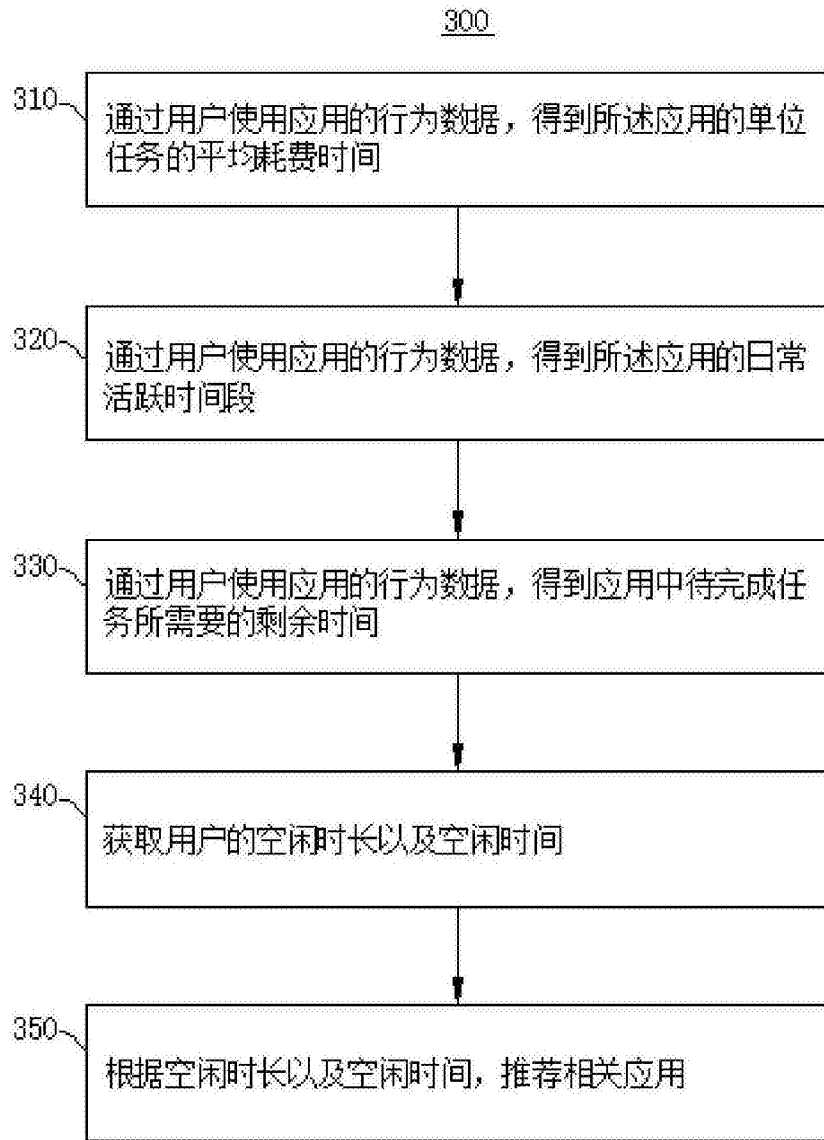 300
310
通过用户使用应用的行为数据，得到所述应用的单位
任务的平均耗费时间
320
通过用户使用应用的行为数据，得到所述应用的日常
活跃时间段
330
通过用户使用应用的行为数据，得到应用中待完成任
务所需要的剩余时间
340
获取用户的空闲时长以及空闲时间
350
根据空闲时长以及空闲时间，推荐相关应用